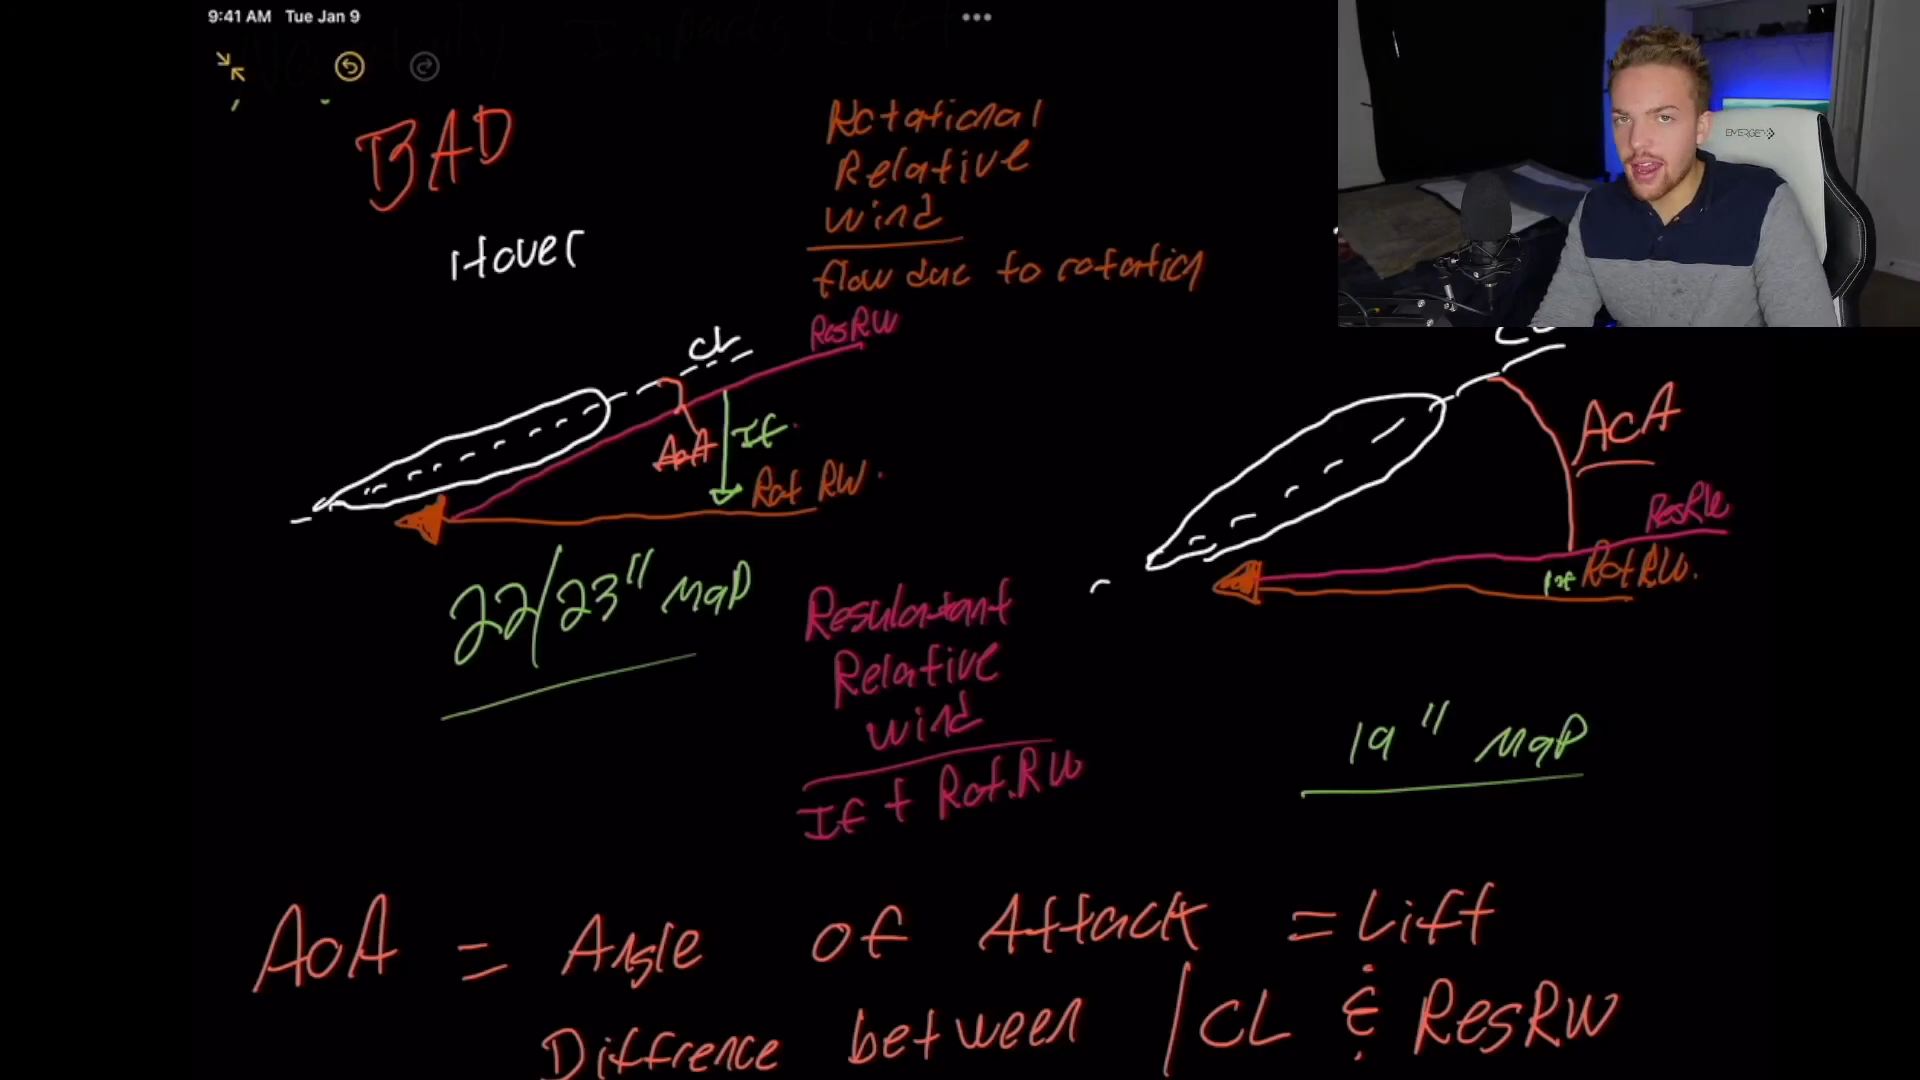 9:41 AM Tue Jan 9
BAD
Hover
Rotational
Relative
wind
flow due to rotation
CL
ResRW
AoA
If
Rot RW.
22/23" MaP
Resulantant
Relative
wind
If + Rot.RW
EMERGE
AoA
ResRW
If
Rot RW.
19" MaP
AoA = Angle of Attack = Lift
Diffrence between / CL & ResRW